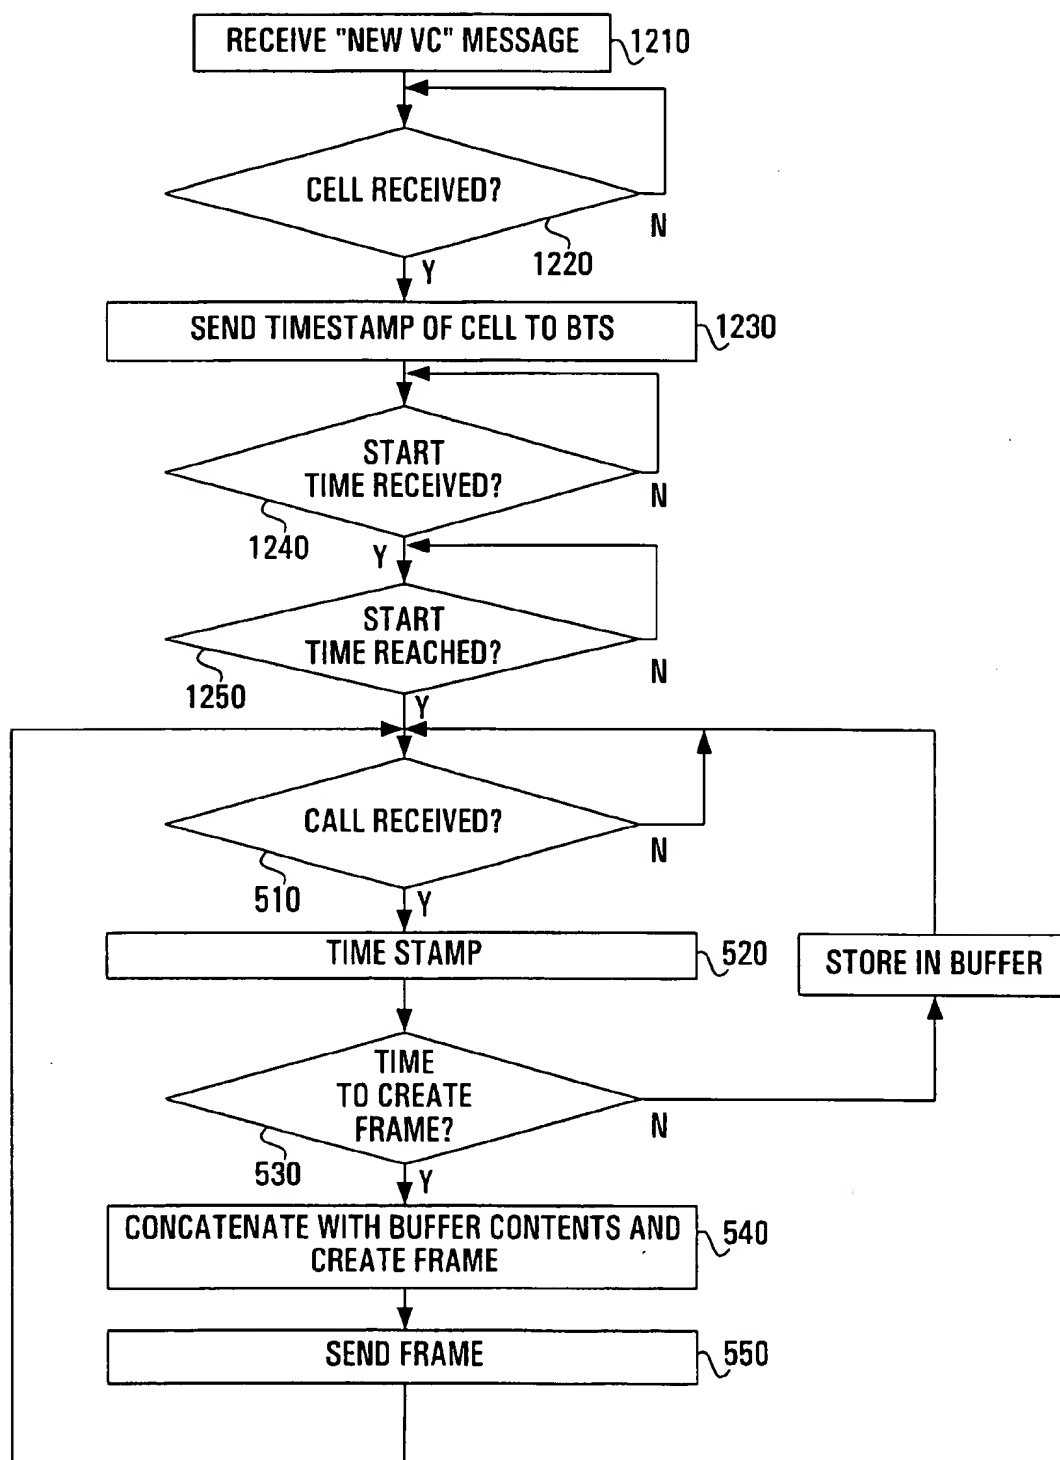 RECEIVE "NEW VC" MESSAGE
1210
CELL RECEIVED?
N
1220
Y
SEND TIMESTAMP OF CELL TO BTS
1230
START
TIME RECEIVED?
N
1240
Y
START
TIME REACHED?
N
1250
Y
CALL RECEIVED?
N
510
Y
TIME STAMP
520
STORE IN BUFFER
TIME
TO CREATE
FRAME?
N
530
Y
CONCATENATE WITH BUFFER CONTENTS AND
CREATE FRAME
540
SEND FRAME
550